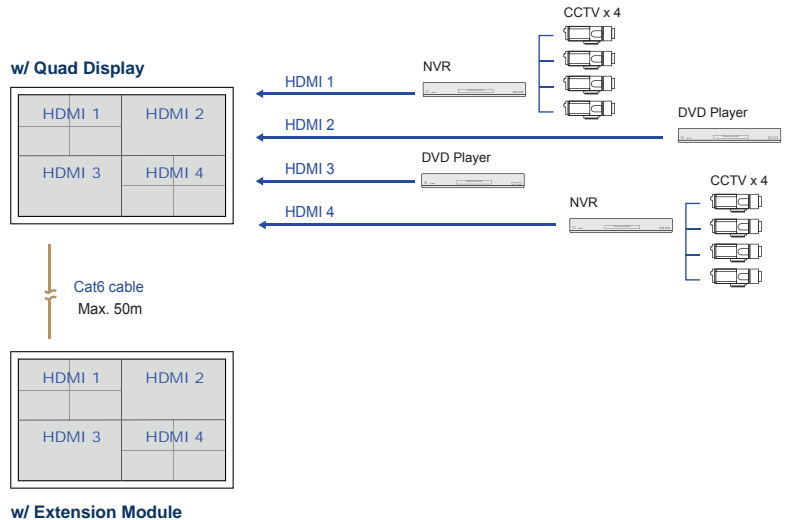 CCTV x 4
w/ Quad Display
NVR
HDMI 1
HDMI 1
HDMI 2
HDMI 2
DVD Player
HDMI 3
DVD Player
HDMI 3
HDMI 4
CCTV x 4
HDMI 4
NVR
Cat6 cable
Max. 50m
HDMI 1
HDMI 2
HDMI 3
HDMI 4
w/ Extension Module